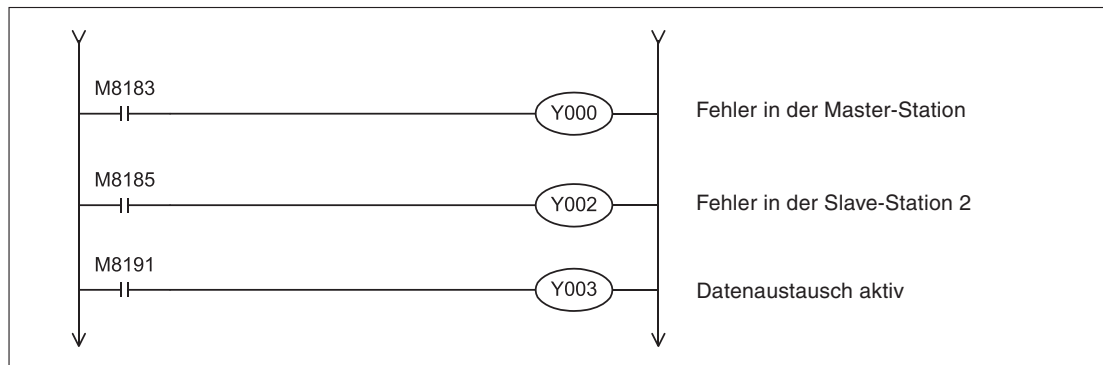 M8183
Y000 Fehler in der Master-Station
M8185
Y002 Fehler in der Slave-Station 2
M8191
Y003 Datenaustausch aktiv